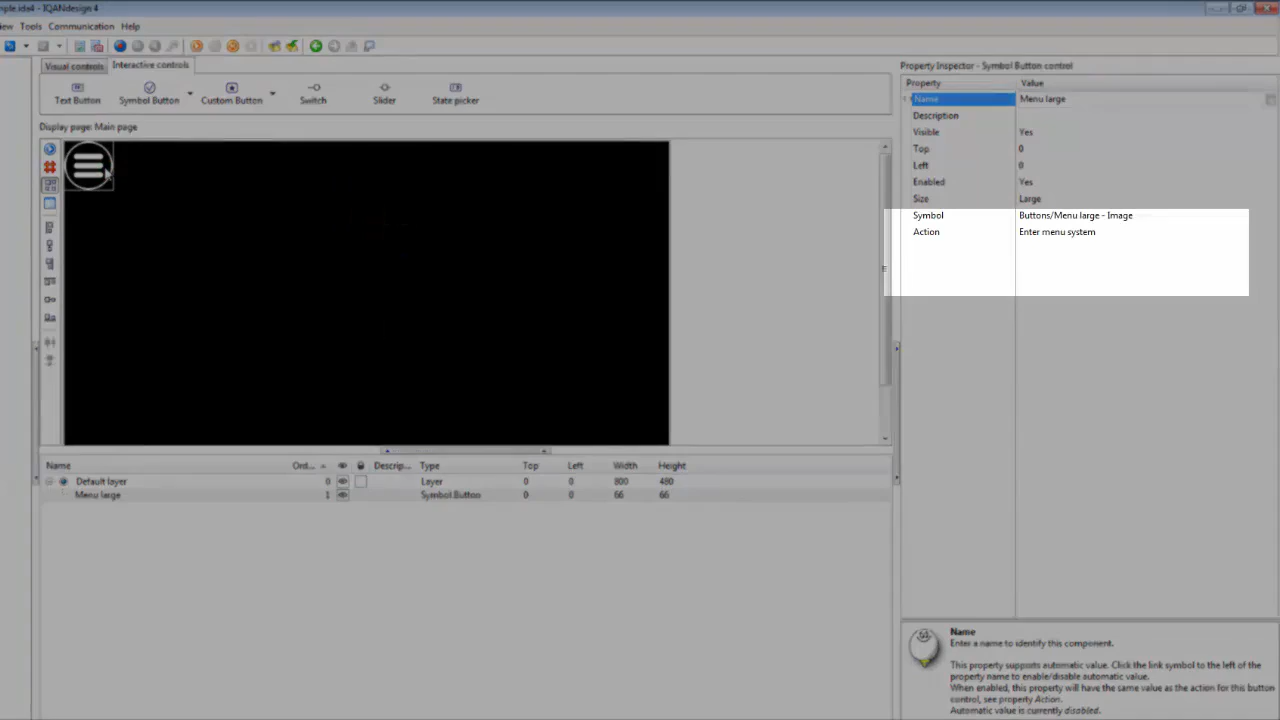 mple.ida4 - IQANdesign 4
iew Tools Communication Help
Visual controls Interactive controls
Text Button Symbol Button Custom Button Switch Slider State picker
Display page: Main page
Property Inspector - Symbol Button control
Property Value
Name Menu large
Description
Visible Yes
Top 0
Left 0
Enabled Yes
Size Large
Symbol Buttons/Menu large - Image
Action Enter menu system
Name Ord... Descrip... Type Top Left Width Height
Default layer 0 Layer 0 0 800 480
Menu large 1 Symbol Button 0 0 66 66
Name
Enter a name to identify this component.
This property supports automatic value. Click the link symbol to the left of the
property name to enable/disable automatic value.
When enabled, this property will have the same value as the action for this button
control, see property Action.
Automatic value is currently disabled.